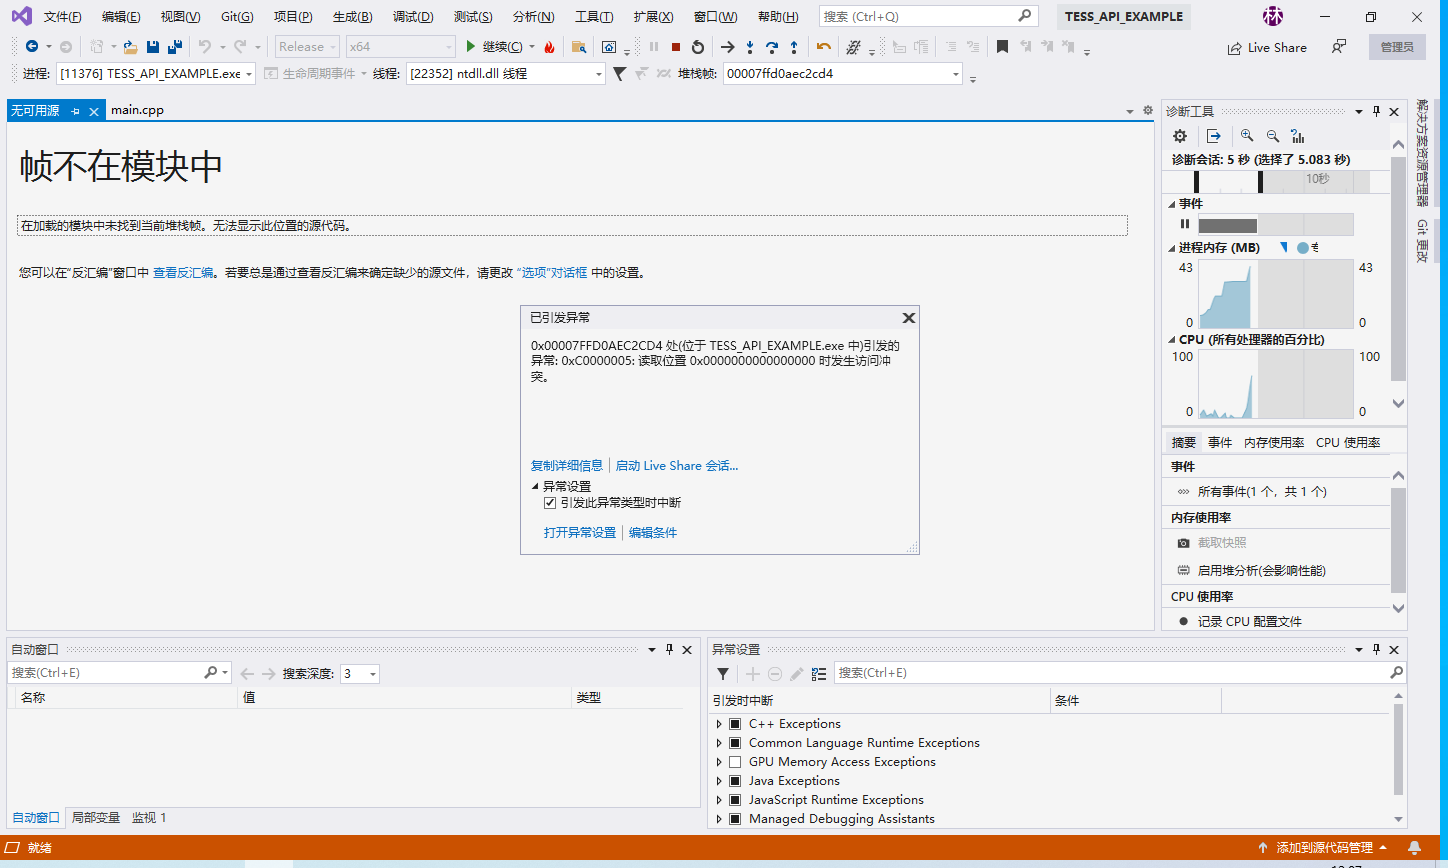 文件(F) 编辑(E) 视图(V) Git(G) 项目(P) 生成(B) 调试(D) 测试(S) 分析(N) 工具(T) 扩展(X) 窗口(W) 帮助(H) 搜索 (Ctrl+Q) TESS_API_EXAMPLE 林
Release x64 继续(C) Live Share 管理员
进程: [11376] TESS_API_EXAMPLE.exe 生命周期事件 线程: [22352] ntdll.dll 线程 堆栈帧: 00007ffd0aec2cd4
无可用源 main.cpp
帧不在模块中
在加载的模块中未找到当前堆栈帧。无法显示此位置的源代码。
您可以在“反汇编”窗口中 查看反汇编。若要总是通过查看反汇编来确定缺少的源文件，请更改 “选项”对话框 中的设置。
已引发异常
0x00007FFD0AEC2CD4 处(位于 TESS_API_EXAMPLE.exe 中)引发的
异常: 0xC0000005: 读取位置 0x0000000000000000 时发生访问冲
突。
复制详细信息 启动 Live Share 会话...
异常设置
引发此异常类型时中断
打开异常设置 编辑条件
诊断工具
诊断会话: 5 秒 (选择了 5.083 秒)
10秒
事件
进程内存 (MB)
43 43
0 0
CPU (所有处理器的百分比)
100 100
0 0
摘要 事件 内存使用率 CPU 使用率
事件
所有事件(1 个，共 1 个)
内存使用率
截取快照
启用堆分析(会影响性能)
CPU 使用率
记录 CPU 配置文件
解决方案资源管理器
Git 更改
自动窗口
搜索(Ctrl+E) 搜索深度: 3
名称 值 类型
自动窗口 局部变量 监视 1
异常设置
搜索(Ctrl+E)
引发时中断 条件
C++ Exceptions
Common Language Runtime Exceptions
GPU Memory Access Exceptions
Java Exceptions
JavaScript Runtime Exceptions
Managed Debugging Assistants
就绪 添加到源代码管理